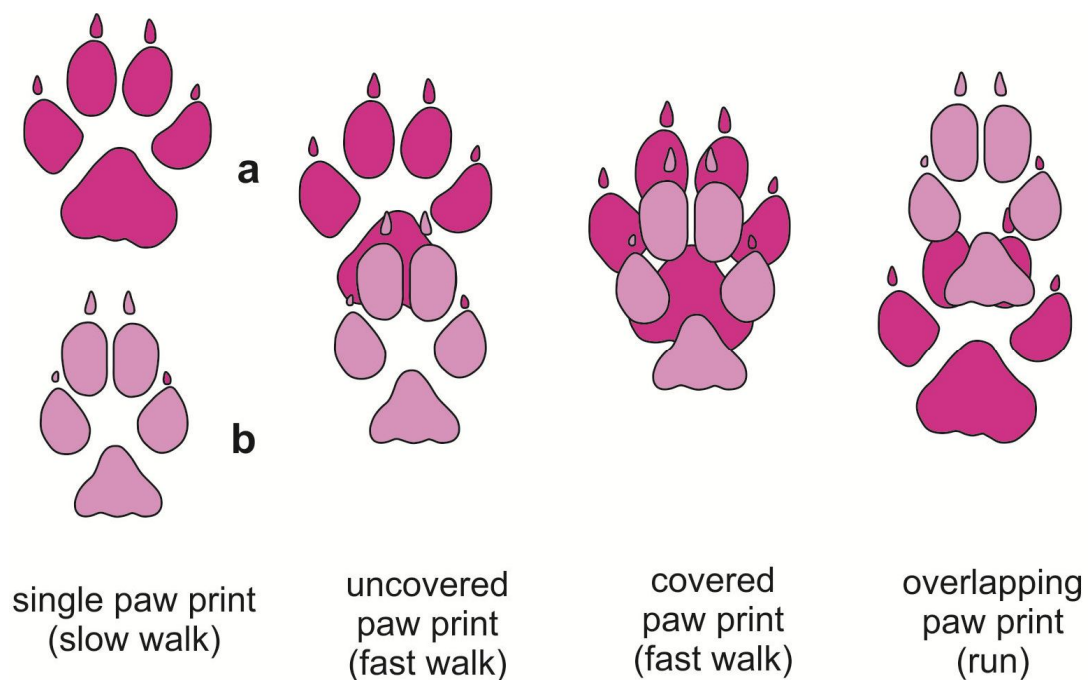 a
b
single paw print
(slow walk)
uncovered
paw print
(fast walk)
covered
paw print
(fast walk)
overlapping
paw print
(run)